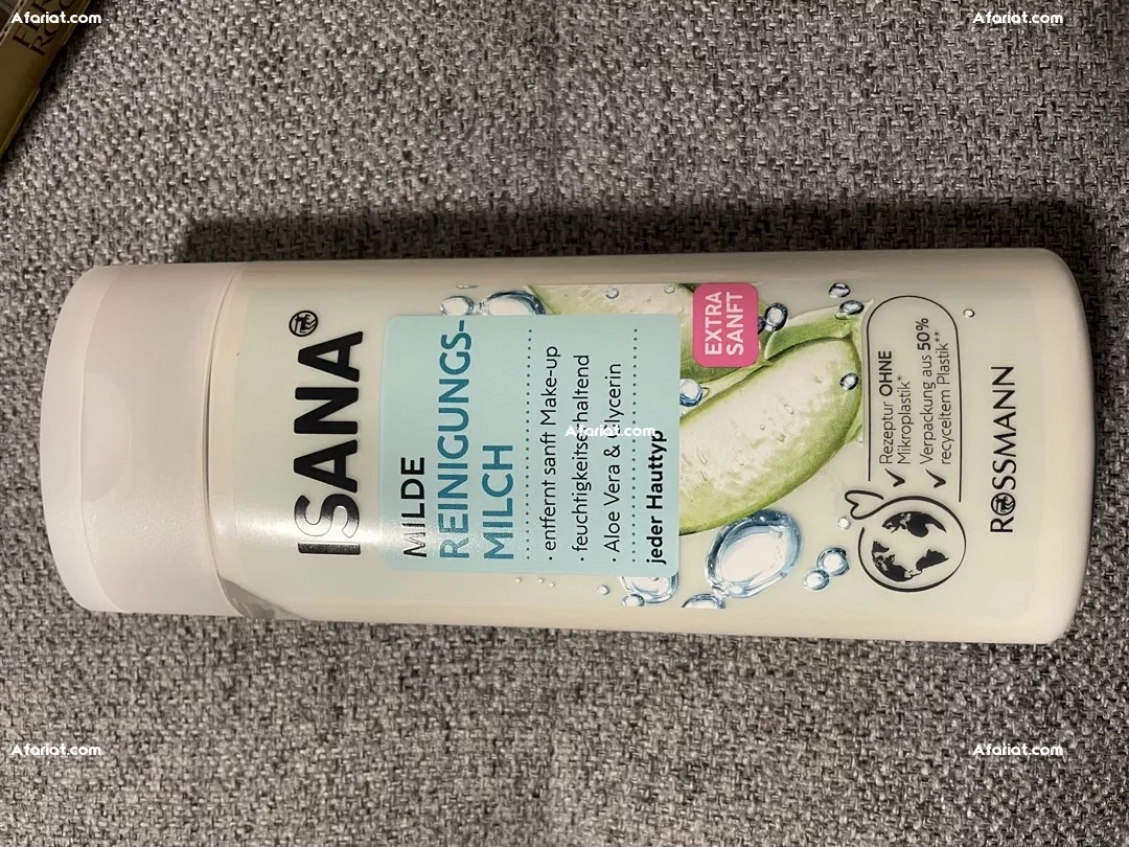 Afariat.com
Afariat.com
ISANA®
MILDE
REINIGUNGS-
MILCH
· entfernt sanft Make-up
· feuchtigkeitserhaltend
· Aloe Vera & Glycerin
jeder Hauttyp
Afariat.com
EXTRA
SANFT
✓ Rezeptur OHNE
Mikroplastik*
✓ Verpackung aus 50%
recyceltem Plastik**
ROSSMANN
Afariat.com
Afariat.com